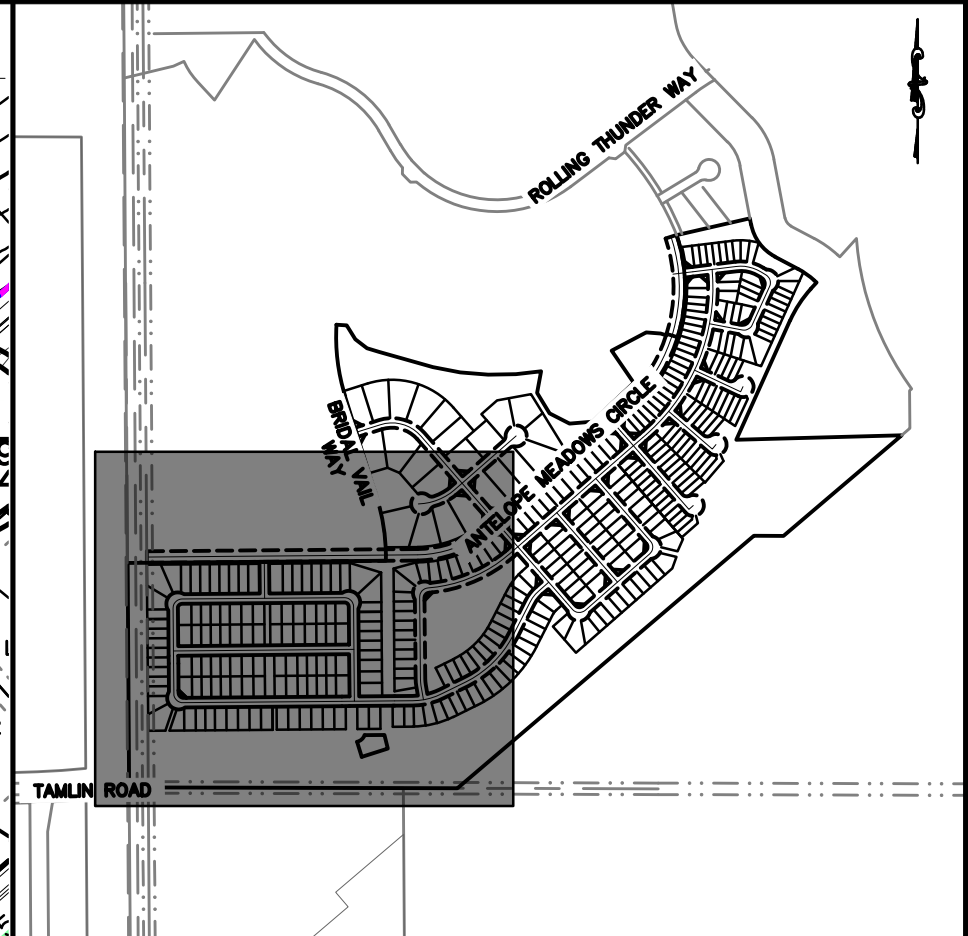 ROLLING THUNDER WAY
BRIDAL VAIL
WAY
ANTELOPE MEADOWS CIRCLE
TAMLIN ROAD